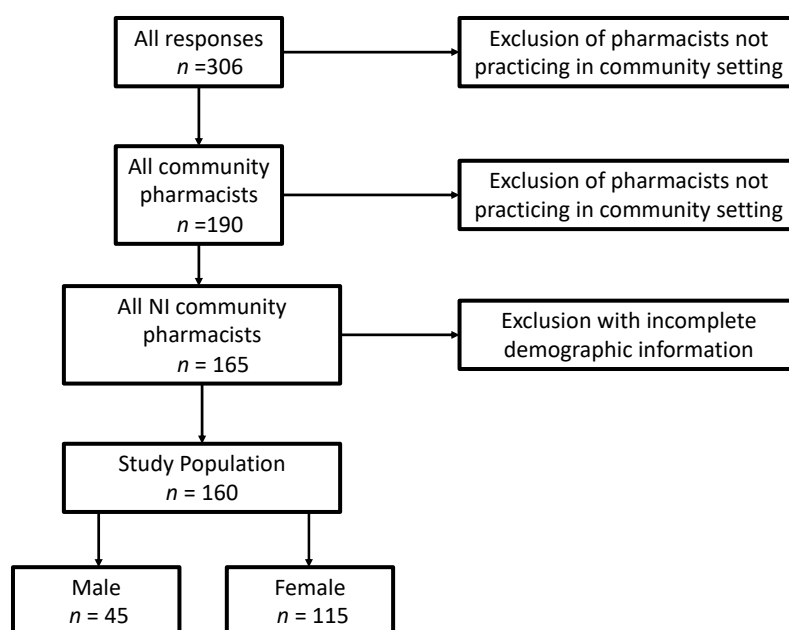 All responses
n =306
Exclusion of pharmacists not
practicing in community setting
All community
pharmacists
n =190
Exclusion of pharmacists not
practicing in community setting
All NI community
pharmacists
n = 165
Exclusion with incomplete
demographic information
Study Population
n = 160
Male
n = 45
Female
n = 115